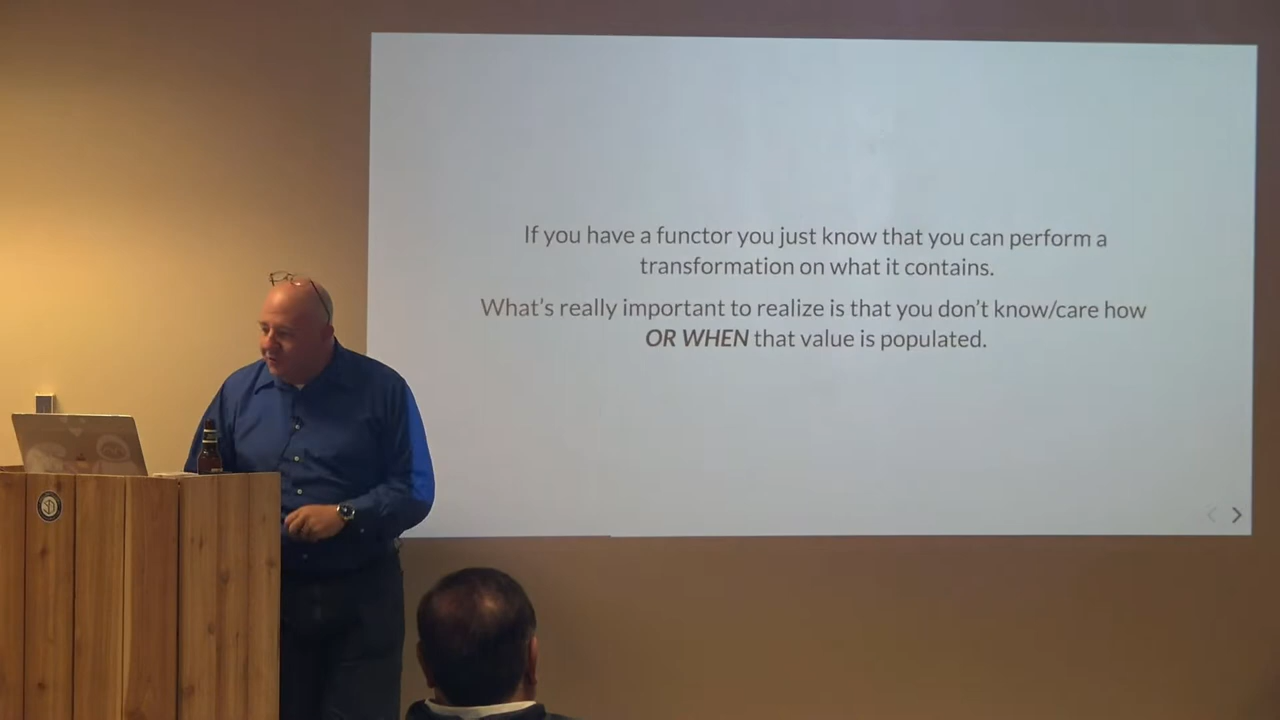 If you have a functor you just know that you can perform a
transformation on what it contains.
What's really important to realize is that you don't know/care how
OR WHEN that value is populated.